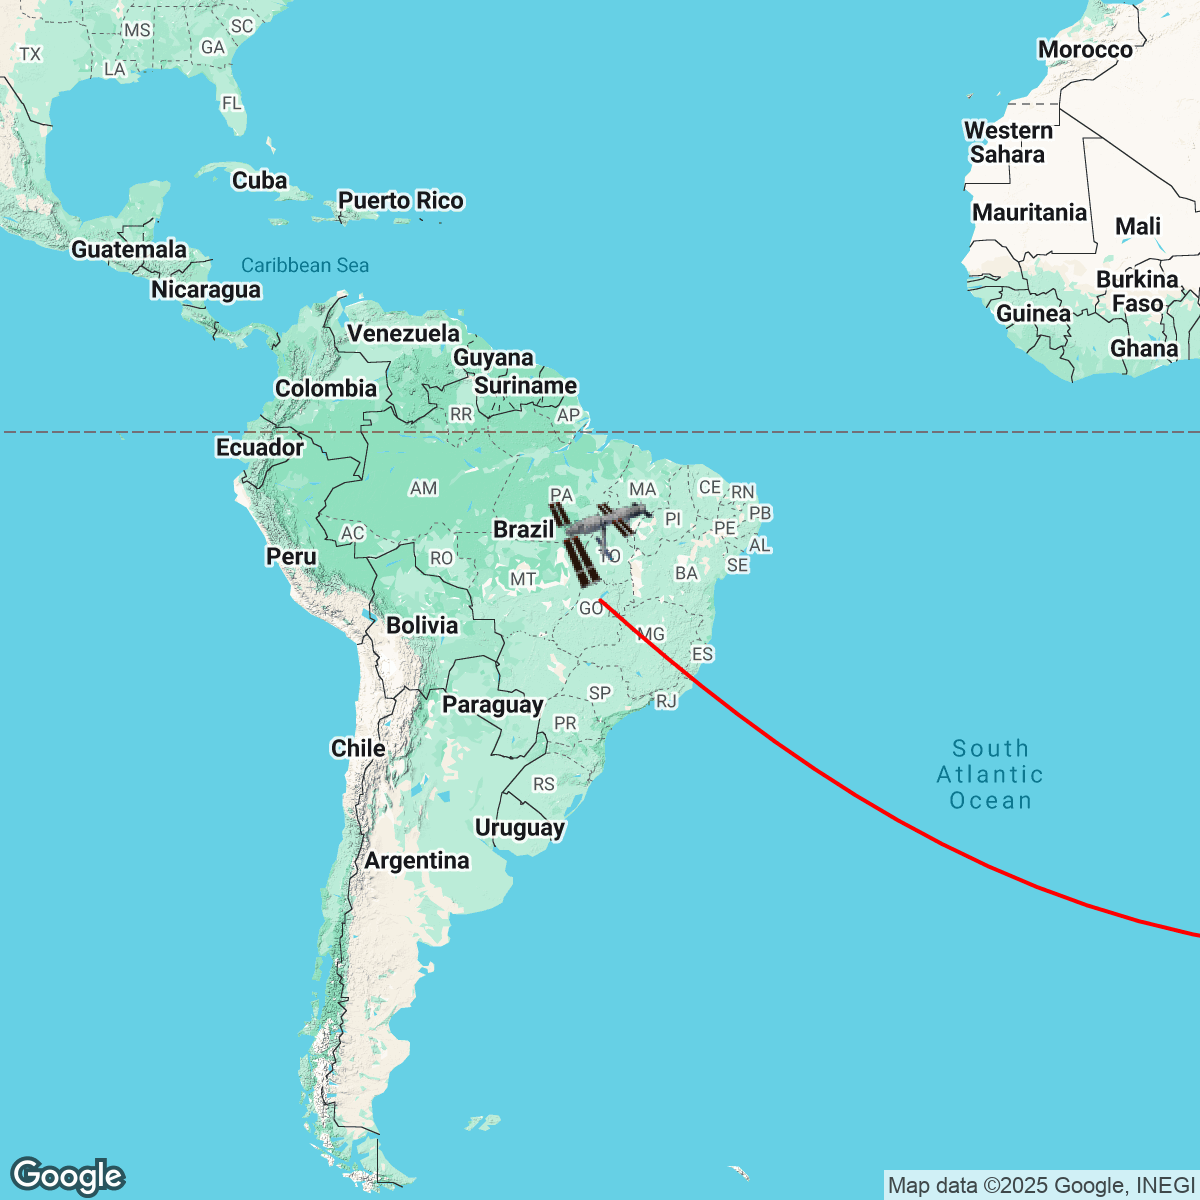 SC
MS
GA
TX
LA
FL
Morocco
Western
Sahara
Cuba
Puerto Rico
Mauritania
Mali
Guatemala
Caribbean Sea
Nicaragua
Burkina
Faso
Guinea
Venezuela
Ghana
Guyana
Suriname
Colombia
RR
AP
Ecuador
AM
PA
MA
CE
RN
PB
PI
PE
Brazil
AC
AL
Peru
RO
TO
SE
MT
BA
GO
Bolivia
MG
ES
SP
RJ
Paraguay
PR
Chile
South
Atlantic
Ocean
RS
Uruguay
Argentina
Google
Map data ©2025 Google, INEGI